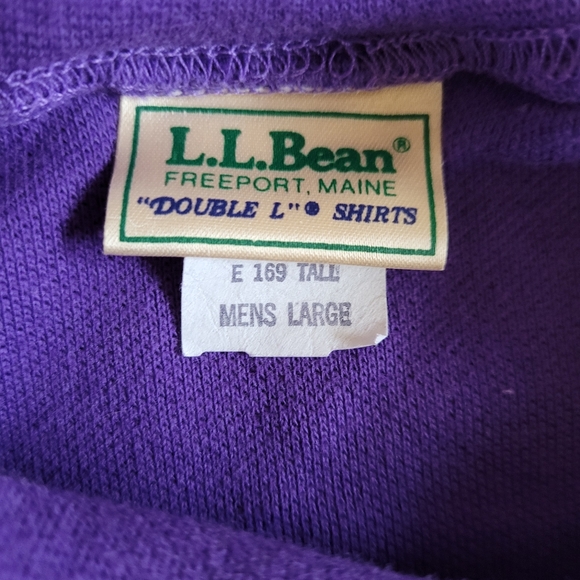 L.L.Bean®
FREEPORT, MAINE
"DOUBLE L"® SHIRTS
E 169 TALL
MENS LARGE